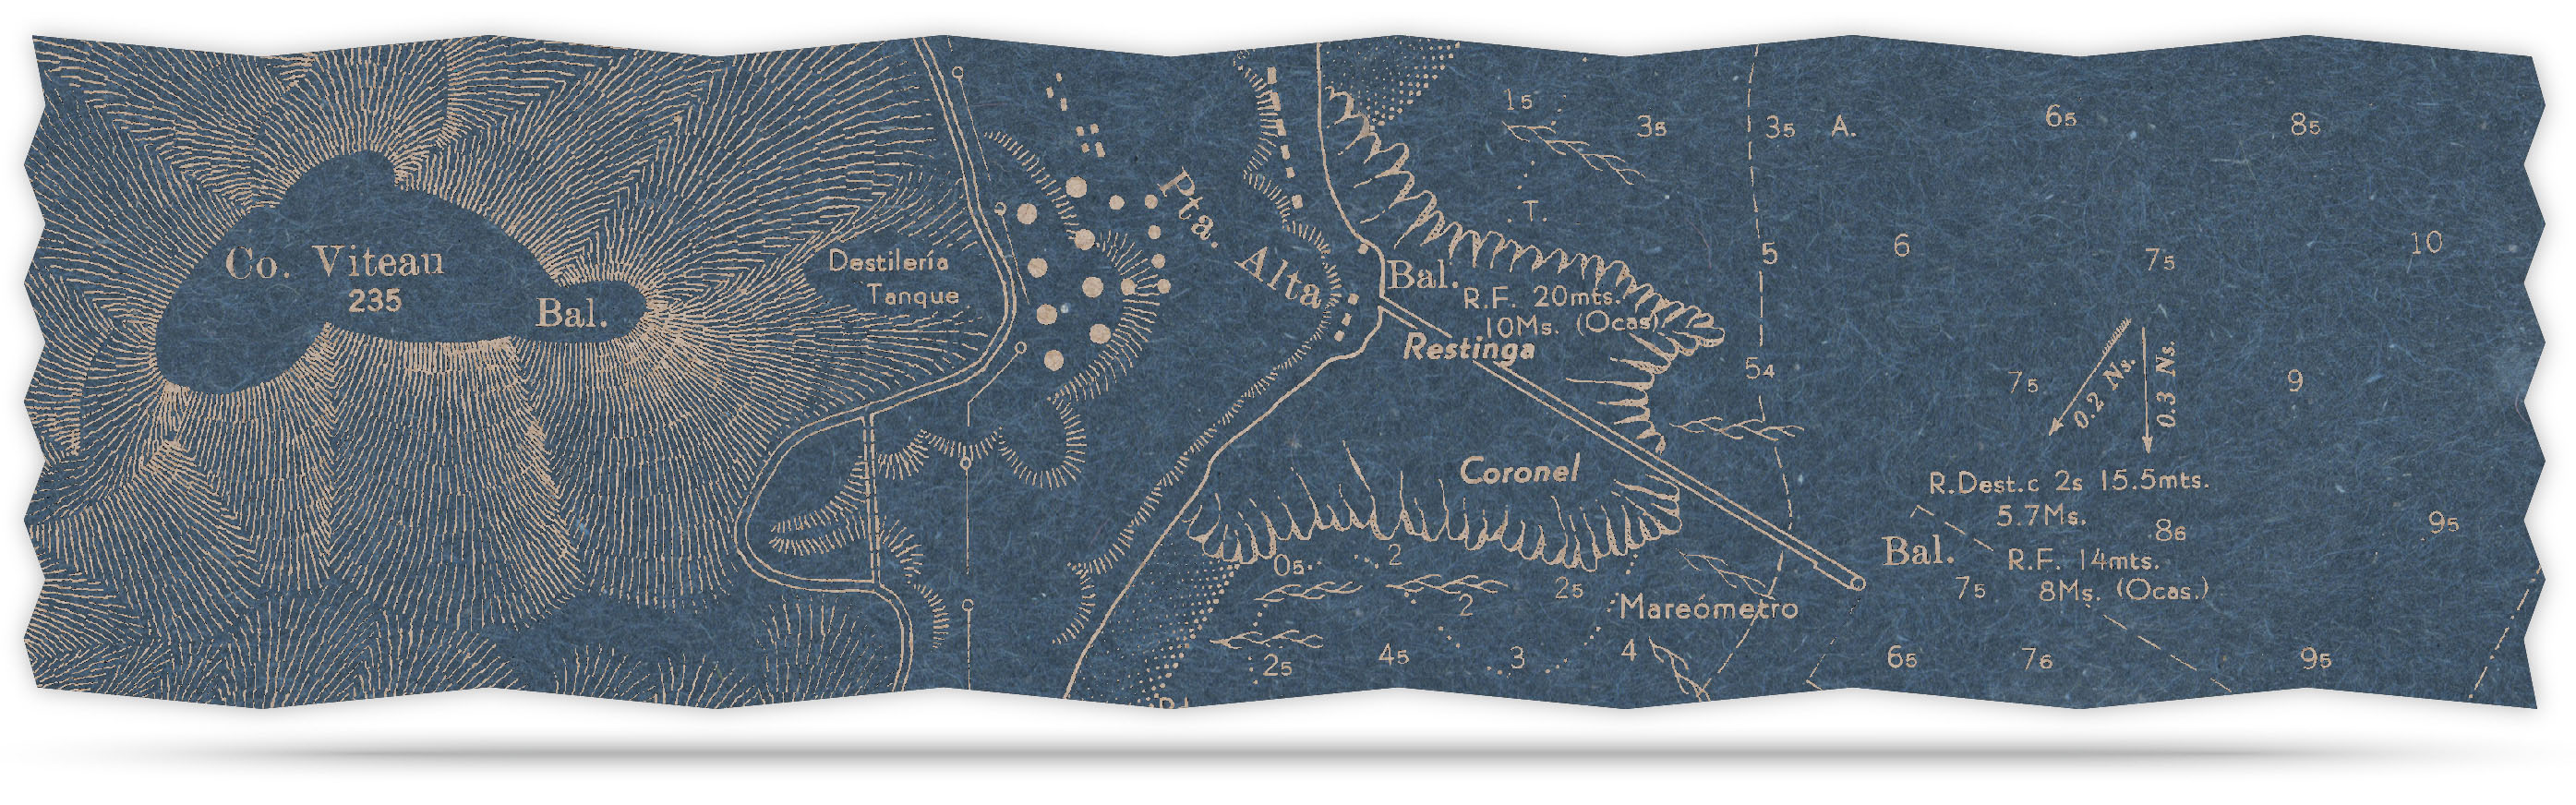 15
35
35 A.
65
85
Pta. Alta
T.
5
6
75
10
Co. Viteau
235
Bal.
Destilería
Tanque
Bal.
R.F. 20mts.
10Ms. (Ocas)
Restinga
54
75
0.2 Ns.
0.3 Ns.
9
Coronel
R.Dest.c 2s 15.5mts.
5.7Ms.
86
95
Bal.
R.F. 14mts.
8Ms. (Ocas.)
75
05
2
25
2
Mareómetro
25
45
3
4
65
76
95